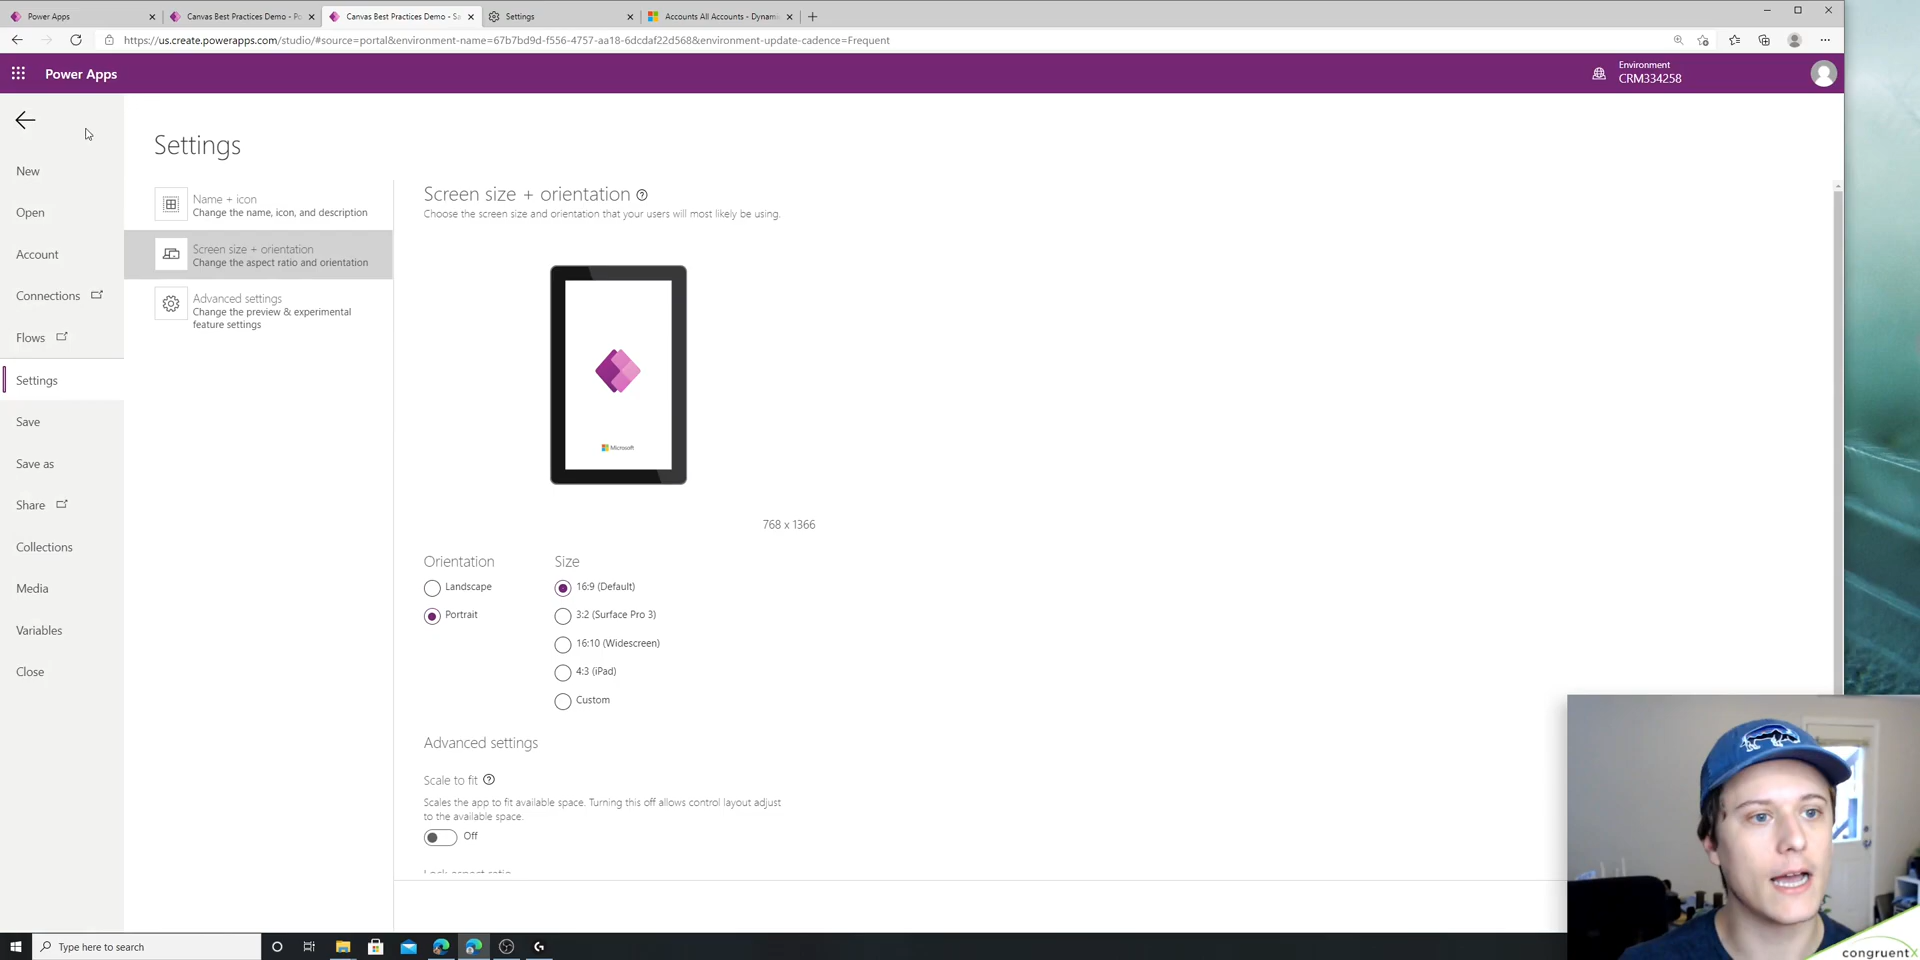 Power Apps
Canvas Best Practices Demo - Po
Canvas Best Practices Demo - Sa
Settings
Accounts All Accounts - Dynamic
https://us.create.powerapps.com/studio/#source=portal&environment-name=67b7bd9d-f556-4757-aa18-6dcdaf22d568&environment-update-cadence=Frequent
Power Apps
Environment
CRM334258
New
Open
Account
Connections
Flows
Settings
Save
Save as
Share
Collections
Media
Variables
Close
Settings
Name + icon
Change the name, icon, and description
Screen size + orientation
Change the aspect ratio and orientation
Advanced settings
Change the preview & experimental
feature settings
Screen size + orientation
Choose the screen size and orientation that your users will most likely be using.
Microsoft
768 x 1366
Orientation
Landscape
Portrait
Size
16:9 (Default)
3:2 (Surface Pro 3)
16:10 (Widescreen)
4:3 (iPad)
Custom
Advanced settings
Scale to fit
Scales the app to fit available space. Turning this off allows control layout adjust
to the available space.
Off
Lock aspect ratio
Type here to search
congruentX